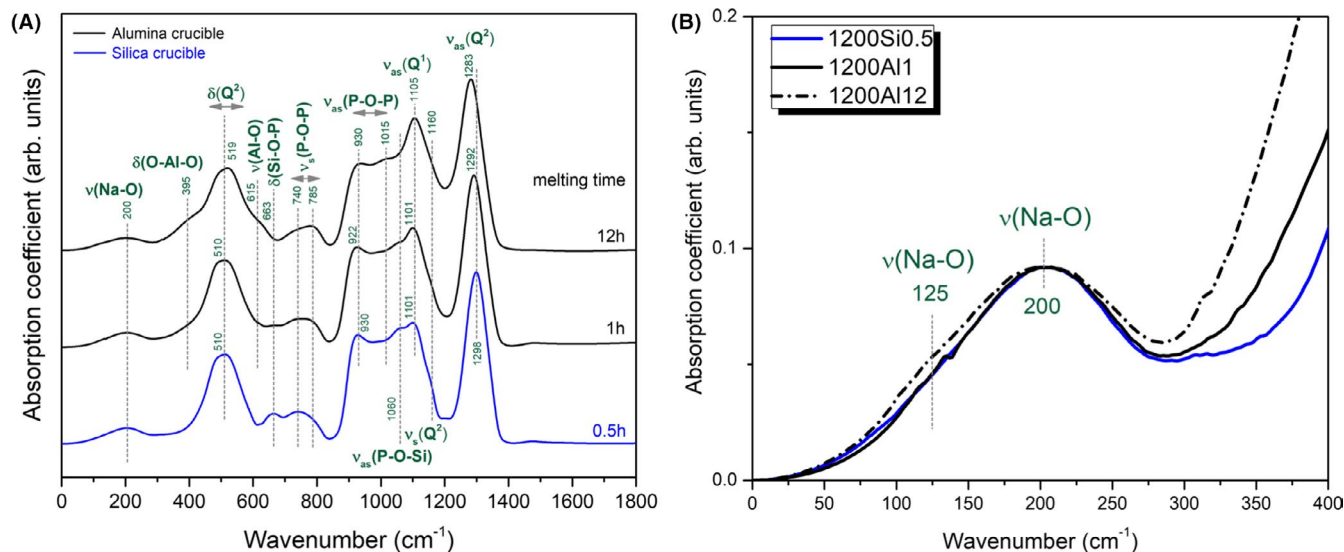 (A)
Alumina crucible
Silica crucible
Absorption coefficient (arb. units)
ν(Na-O)
200
δ(O-Al-O)
395
δ(Q²)
519
ν(Al-O)
615
δ(Si-O-P)
663
νs(P-O-P)
740
785
νas(P-O-P)
930
1015
νas(Q¹)
1105
1160
νas(Q²)
1283
melting time
12h
510
922
1101
1292
1h
510
930
1101
1298
0.5h
1060
νs(Q²)
νas(P-O-Si)
0 200 400 600 800 1000 1200 1400 1600 1800
Wavenumber (cm⁻¹)
(B)
1200Si0.5
1200Al1
1200Al12
Absorption coefficient (arb. units)
0.2
0.1
0.0
ν(Na-O)
125
ν(Na-O)
200
0 50 100 150 200 250 300 350 400
Wavenumber (cm⁻¹)